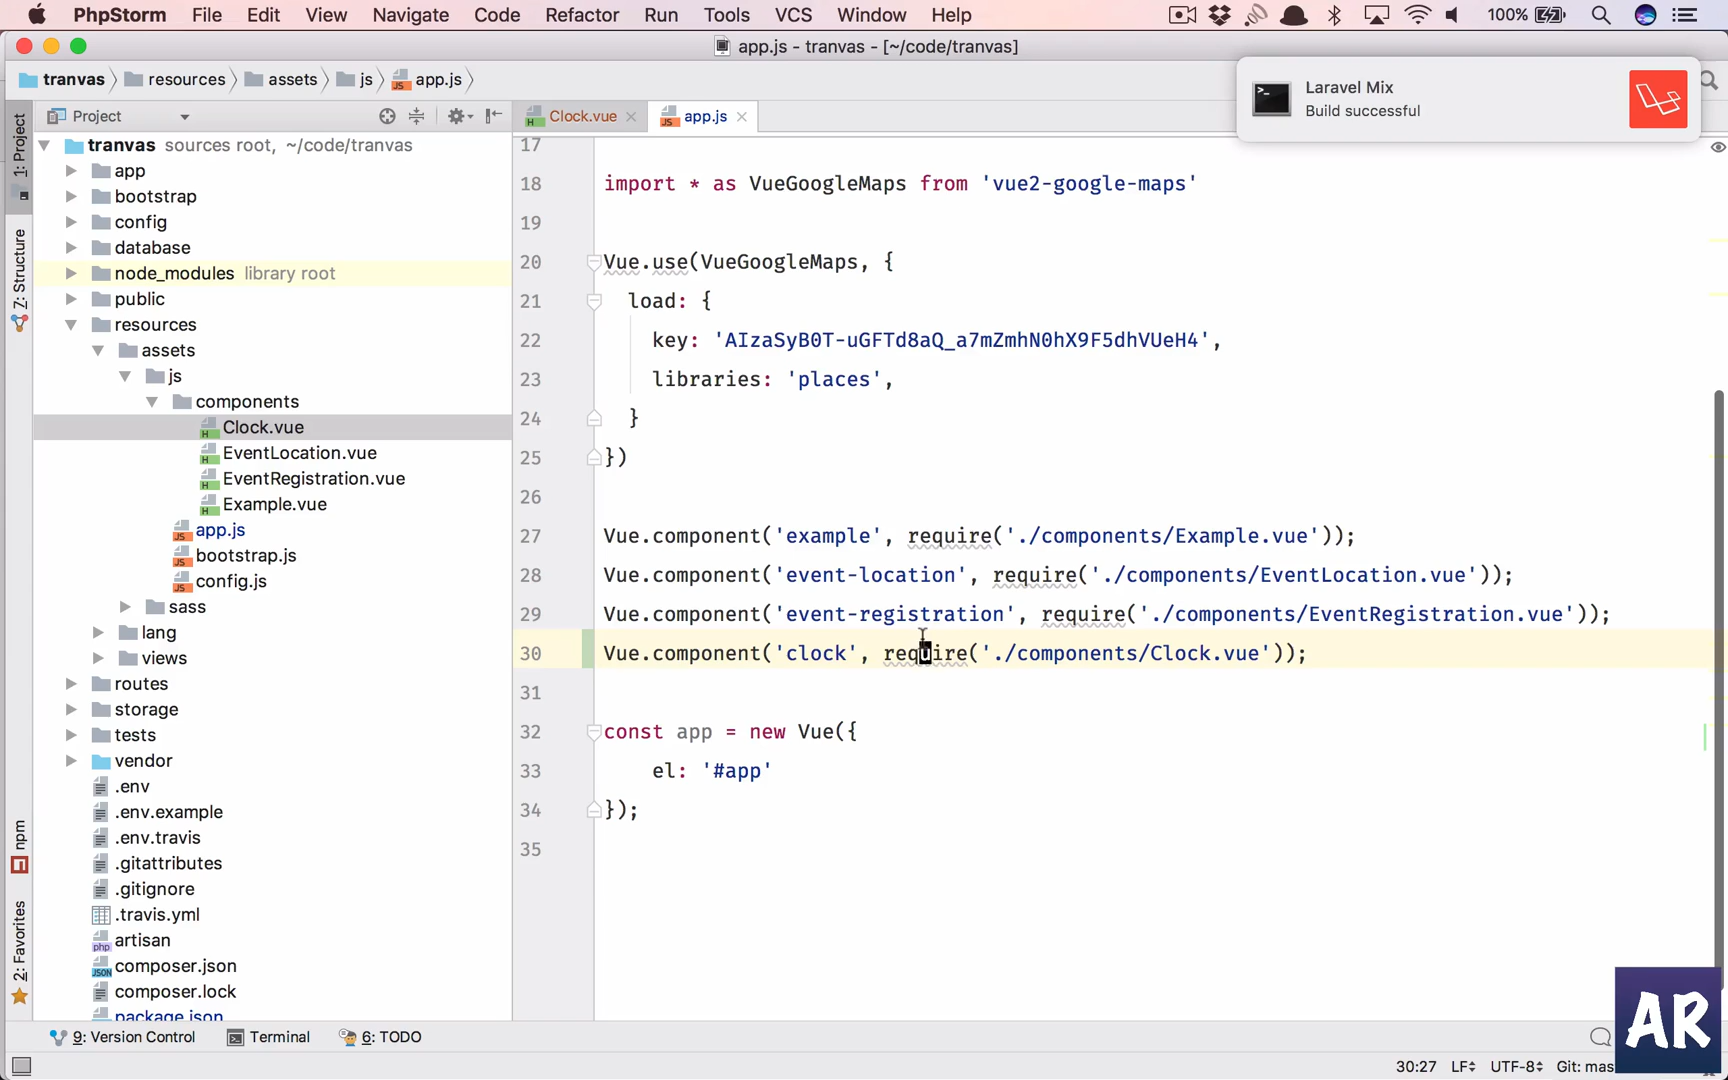 PhpStorm File Edit View Navigate Code Refactor Run Tools VCS Window Help 100%
app.js - tranvas - [~/code/tranvas]
tranvas resources assets js app.js
Laravel Mix
Build successful
1: Project
Z: Structure
npm
2: Favorites
Project
tranvas sources root, ~/code/tranvas
app
bootstrap
config
database
node_modules library root
public
resources
assets
js
components
Clock.vue
EventLocation.vue
EventRegistration.vue
Example.vue
app.js
bootstrap.js
config.js
sass
lang
views
routes
storage
tests
vendor
.env
.env.example
.env.travis
.gitattributes
.gitignore
.travis.yml
artisan
composer.json
composer.lock
package.json
Clock.vue app.js
17
18 import * as VueGoogleMaps from 'vue2-google-maps'
19
20 Vue.use(VueGoogleMaps, {
21 load: {
22 key: 'AIzaSyB0T-uGFTd8aQ_a7mZmhN0hX9F5dhVUeH4',
23 libraries: 'places',
24 }
25 })
26
27 Vue.component('example', require('./components/Example.vue'));
28 Vue.component('event-location', require('./components/EventLocation.vue'));
29 Vue.component('event-registration', require('./components/EventRegistration.vue'));
30 Vue.component('clock', require('./components/Clock.vue'));
31
32 const app = new Vue({
33 el: '#app'
34 });
35
9: Version Control Terminal 6: TODO
30:27 LF UTF-8 Git: mas
AR